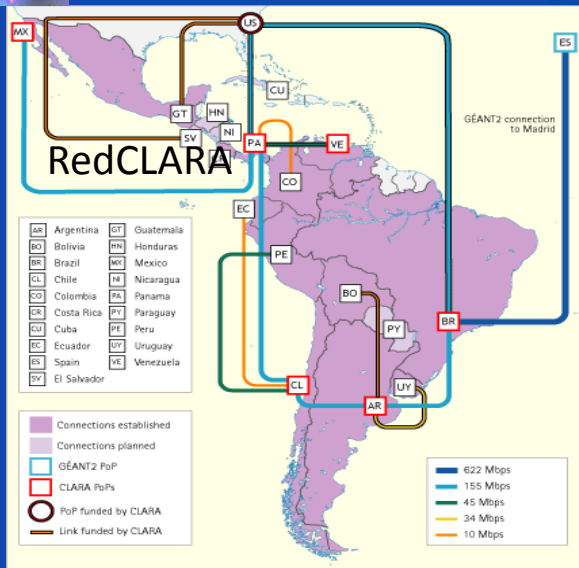 MX
US
ES
CU
GÉANT2 connection
to Madrid
GT
HN
NI
SV
PA
VE
RedCLARA
CO
EC
PE
BO
PY
BR
CL
AR
UY
AR Argentina GT Guatemala
BO Bolivia HN Honduras
BR Brazil MX Mexico
CL Chile NI Nicaragua
CO Colombia PA Panama
CR Costa Rica PY Paraguay
CU Cuba PE Peru
EC Ecuador UY Uruguay
ES Spain VE Venezuela
SV El Salvador
Connections established
Connections planned
GÉANT2 PoP
CLARA PoPs
PoP funded by CLARA
Link funded by CLARA
622 Mbps
155 Mbps
45 Mbps
34 Mbps
10 Mbps